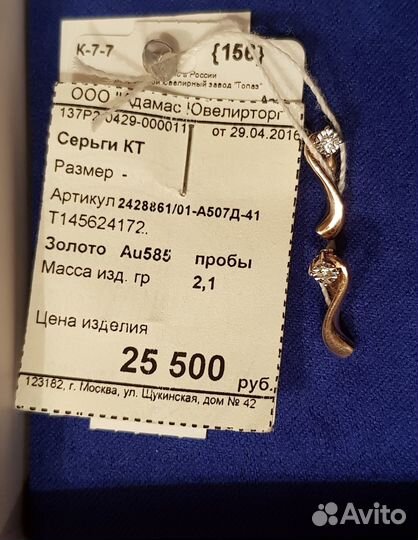 К-7-7 {150}
в России
ой Ювелирный завод "Топаз"
ООО "Адамас Ювелирторг
от 29.04.2016
Серьги КТ
Размер -
Артикул 2428861/01-А507Д-41
Т145624172.
Золото Au585 пробы
Масса изд. гр 2,1
Цена изделия
25 500 руб.
123182, г. Москва, ул. Щукинская, дом № 42
Avito